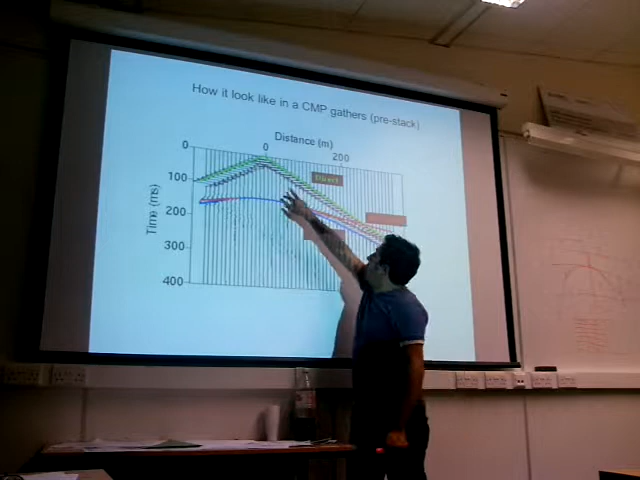 How it look like in a CMP gathers (pre-stack)
Distance (m)
0 0 200
Direct
100
200
300
400
Time (ms)